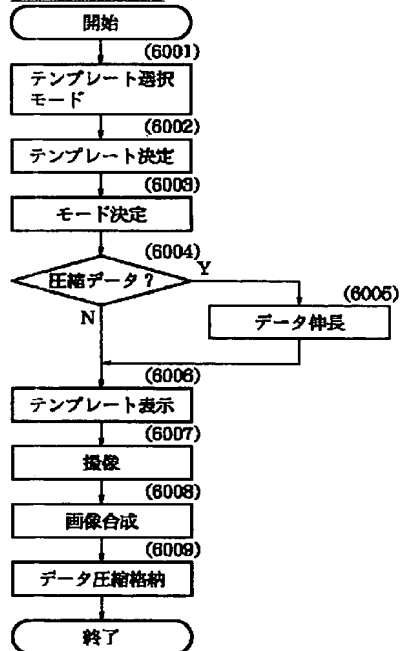 開始
(6001)
テンプレート選択
モード
(6002)
テンプレート決定
(6003)
モード決定
(6004)
圧縮データ?
Y
N
(6005)
データ伸長
(6006)
テンプレート表示
(6007)
撮像
(6008)
画像合成
(6009)
データ圧縮格納
終了